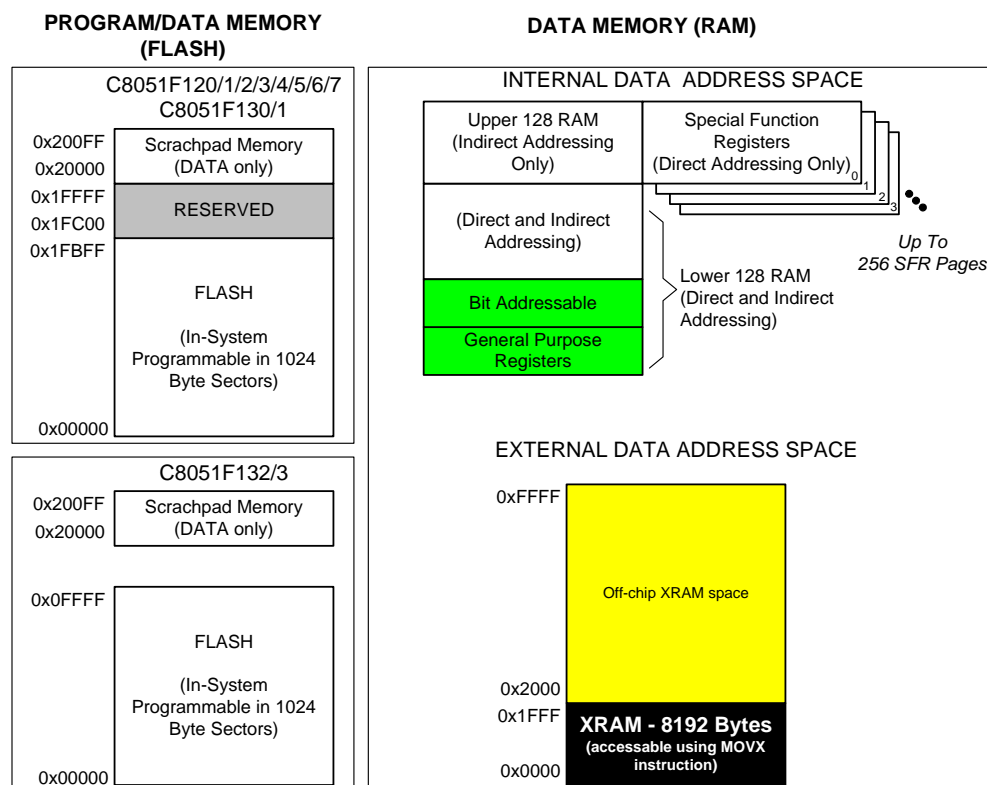 PROGRAM/DATA MEMORY
(FLASH)
C8051F120/1/2/3/4/5/6/7
C8051F130/1
0x200FF
0x20000
Scrachpad Memory
(DATA only)
0x1FFFF
0x1FC00
RESERVED
0x1FBFF
FLASH
(In-System
Programmable in 1024
Byte Sectors)
0x00000
C8051F132/3
0x200FF
0x20000
Scrachpad Memory
(DATA only)
0x0FFFF
FLASH
(In-System
Programmable in 1024
Byte Sectors)
0x00000
DATA MEMORY (RAM)
INTERNAL DATA ADDRESS SPACE
Upper 128 RAM
(Indirect Addressing
Only)
Special Function
Registers
(Direct Addressing Only)
0
1
2
3
Up To
256 SFR Pages
(Direct and Indirect
Addressing)
Bit Addressable
General Purpose
Registers
Lower 128 RAM
(Direct and Indirect
Addressing)
EXTERNAL DATA ADDRESS SPACE
0xFFFF
Off-chip XRAM space
0x2000
0x1FFF
XRAM - 8192 Bytes
(accessable using MOVX
instruction)
0x0000